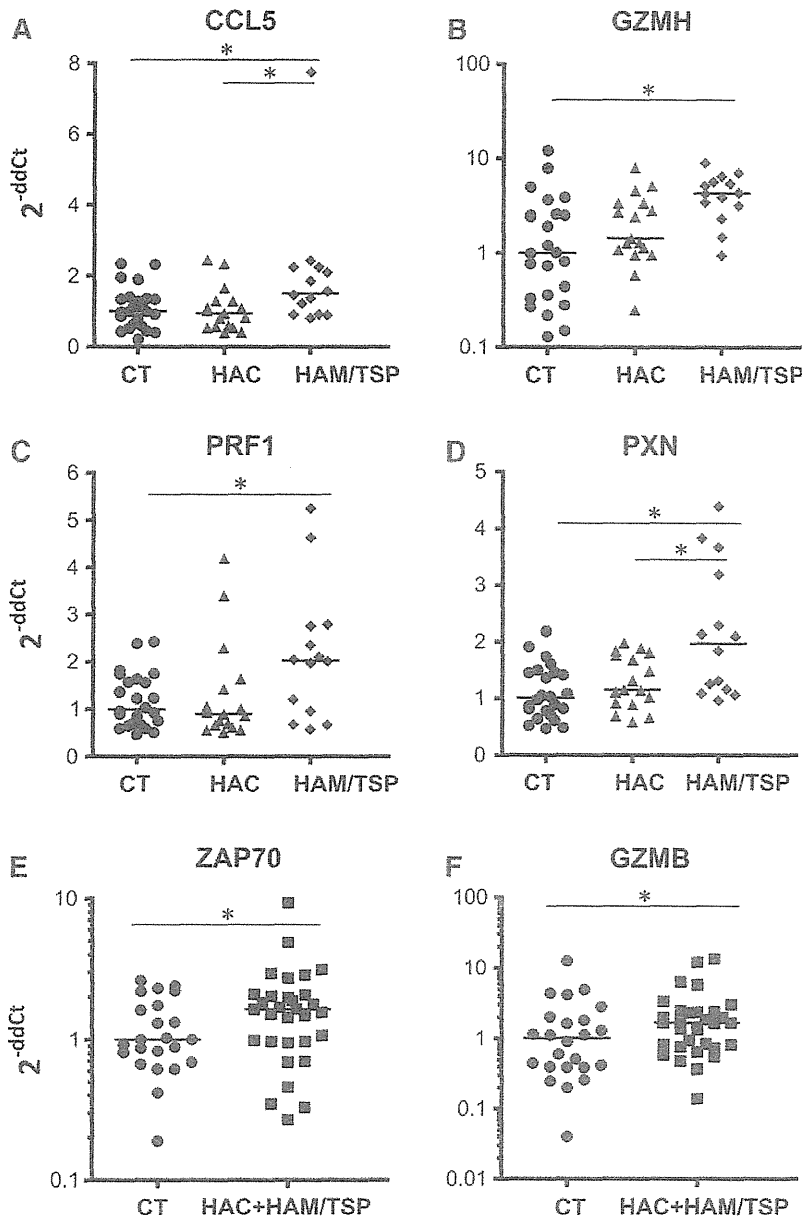 A
CCL5
2^-ddCt
8
6
4
2
0
*
*
CT HAC HAM/TSP
B
GZMH
100
10
1
0.1
*
CT HAC HAM/TSP
C
PRF1
2^-ddCt
6
5
4
3
2
1
0
*
CT HAC HAM/TSP
D
PXN
5
4
3
2
1
0
*
*
CT HAC HAM/TSP
E
ZAP70
2^-ddCt
10
1
0.1
*
CT HAC+HAM/TSP
F
GZMB
100
10
1
0.1
0.01
*
CT HAC+HAM/TSP